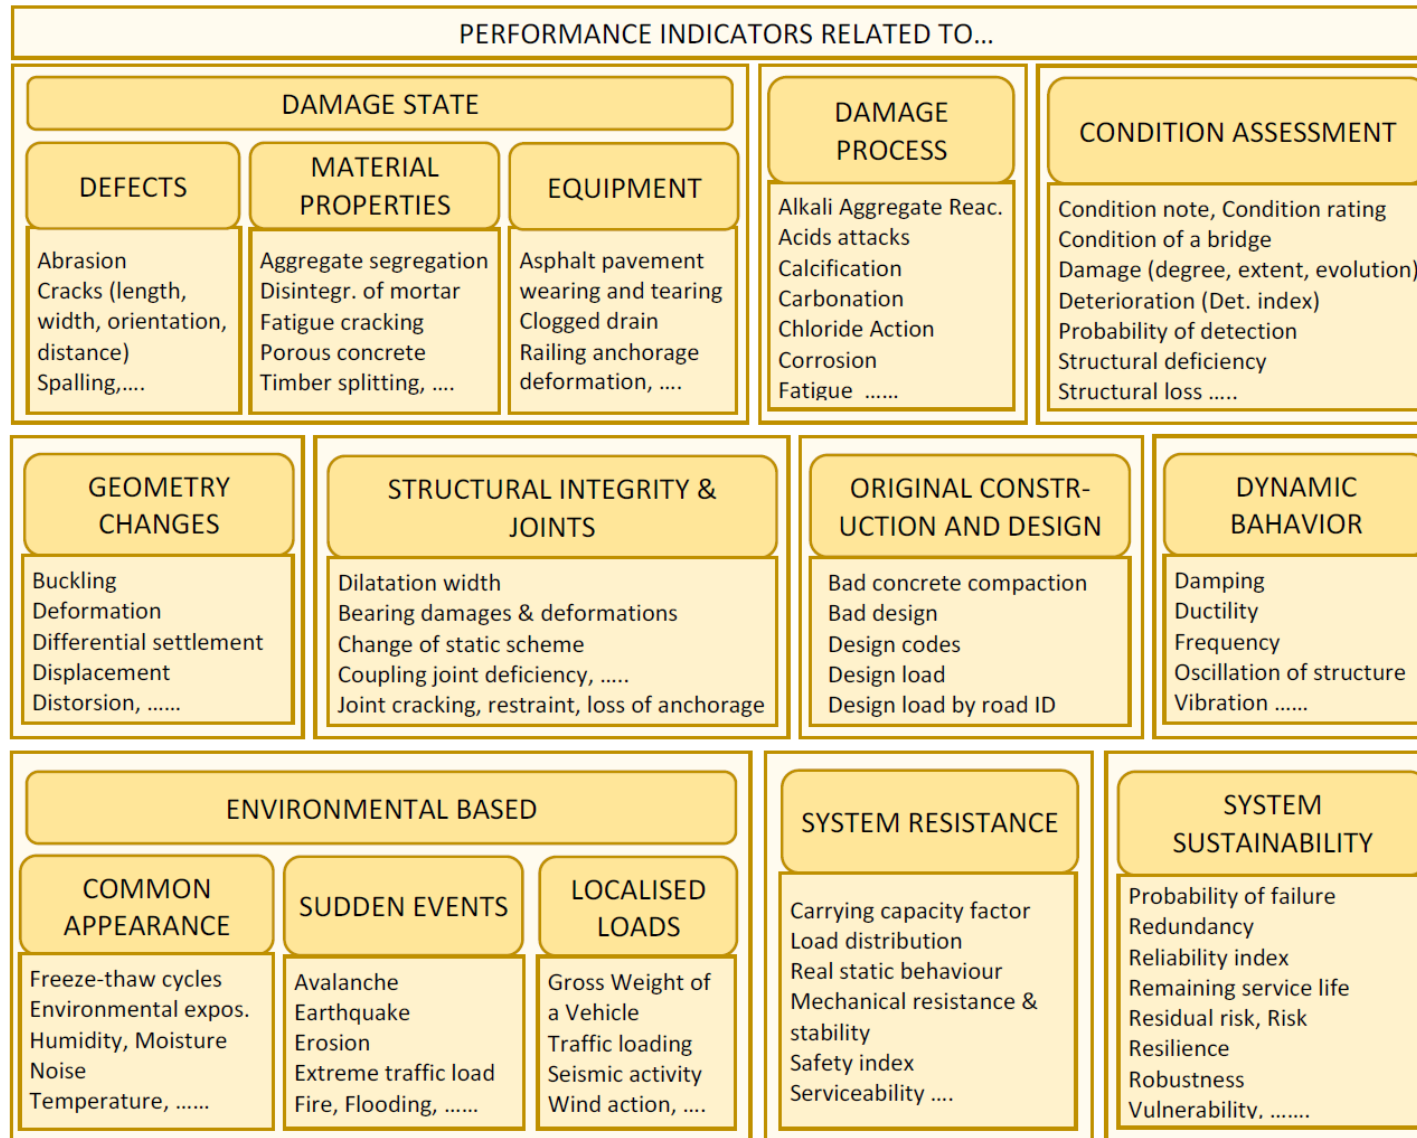 PERFORMANCE INDICATORS RELATED TO...
DAMAGE STATE
DEFECTS
Abrasion
Cracks (length,
width, orientation,
distance)
Spalling,....
MATERIAL
PROPERTIES
Aggregate segregation
Disintegr. of mortar
Fatigue cracking
Porous concrete
Timber splitting, ....
EQUIPMENT
Asphalt pavement
wearing and tearing
Clogged drain
Railing anchorage
deformation, ....
DAMAGE
PROCESS
Alkali Aggregate Reac.
Acids attacks
Calcification
Carbonation
Chloride Action
Corrosion
Fatigue ......
CONDITION ASSESSMENT
Condition note, Condition rating
Condition of a bridge
Damage (degree, extent, evolution)
Deterioration (Det. index)
Probability of detection
Structural deficiency
Structural loss .....
GEOMETRY
CHANGES
Buckling
Deformation
Differential settlement
Displacement
Distorsion, ......
STRUCTURAL INTEGRITY &
JOINTS
Dilatation width
Bearing damages & deformations
Change of static scheme
Coupling joint deficiency, .....
Joint cracking, restraint, loss of anchorage
ORIGINAL CONSTR-
UCTION AND DESIGN
Bad concrete compaction
Bad design
Design codes
Design load
Design load by road ID
DYNAMIC
BAHAVIOR
Damping
Ductility
Frequency
Oscillation of structure
Vibration ......
ENVIRONMENTAL BASED
COMMON
APPEARANCE
Freeze-thaw cycles
Environmental expos.
Humidity, Moisture
Noise
Temperature, ......
SUDDEN EVENTS
Avalanche
Earthquake
Erosion
Extreme traffic load
Fire, Flooding, ......
LOCALISED
LOADS
Gross Weight of
a Vehicle
Traffic loading
Seismic activity
Wind action, ....
SYSTEM RESISTANCE
Carrying capacity factor
Load distribution
Real static behaviour
Mechanical resistance &
stability
Safety index
Serviceability ....
SYSTEM
SUSTAINABILITY
Probability of failure
Redundancy
Reliability index
Remaining service life
Residual risk, Risk
Resilience
Robustness
Vulnerability, .......